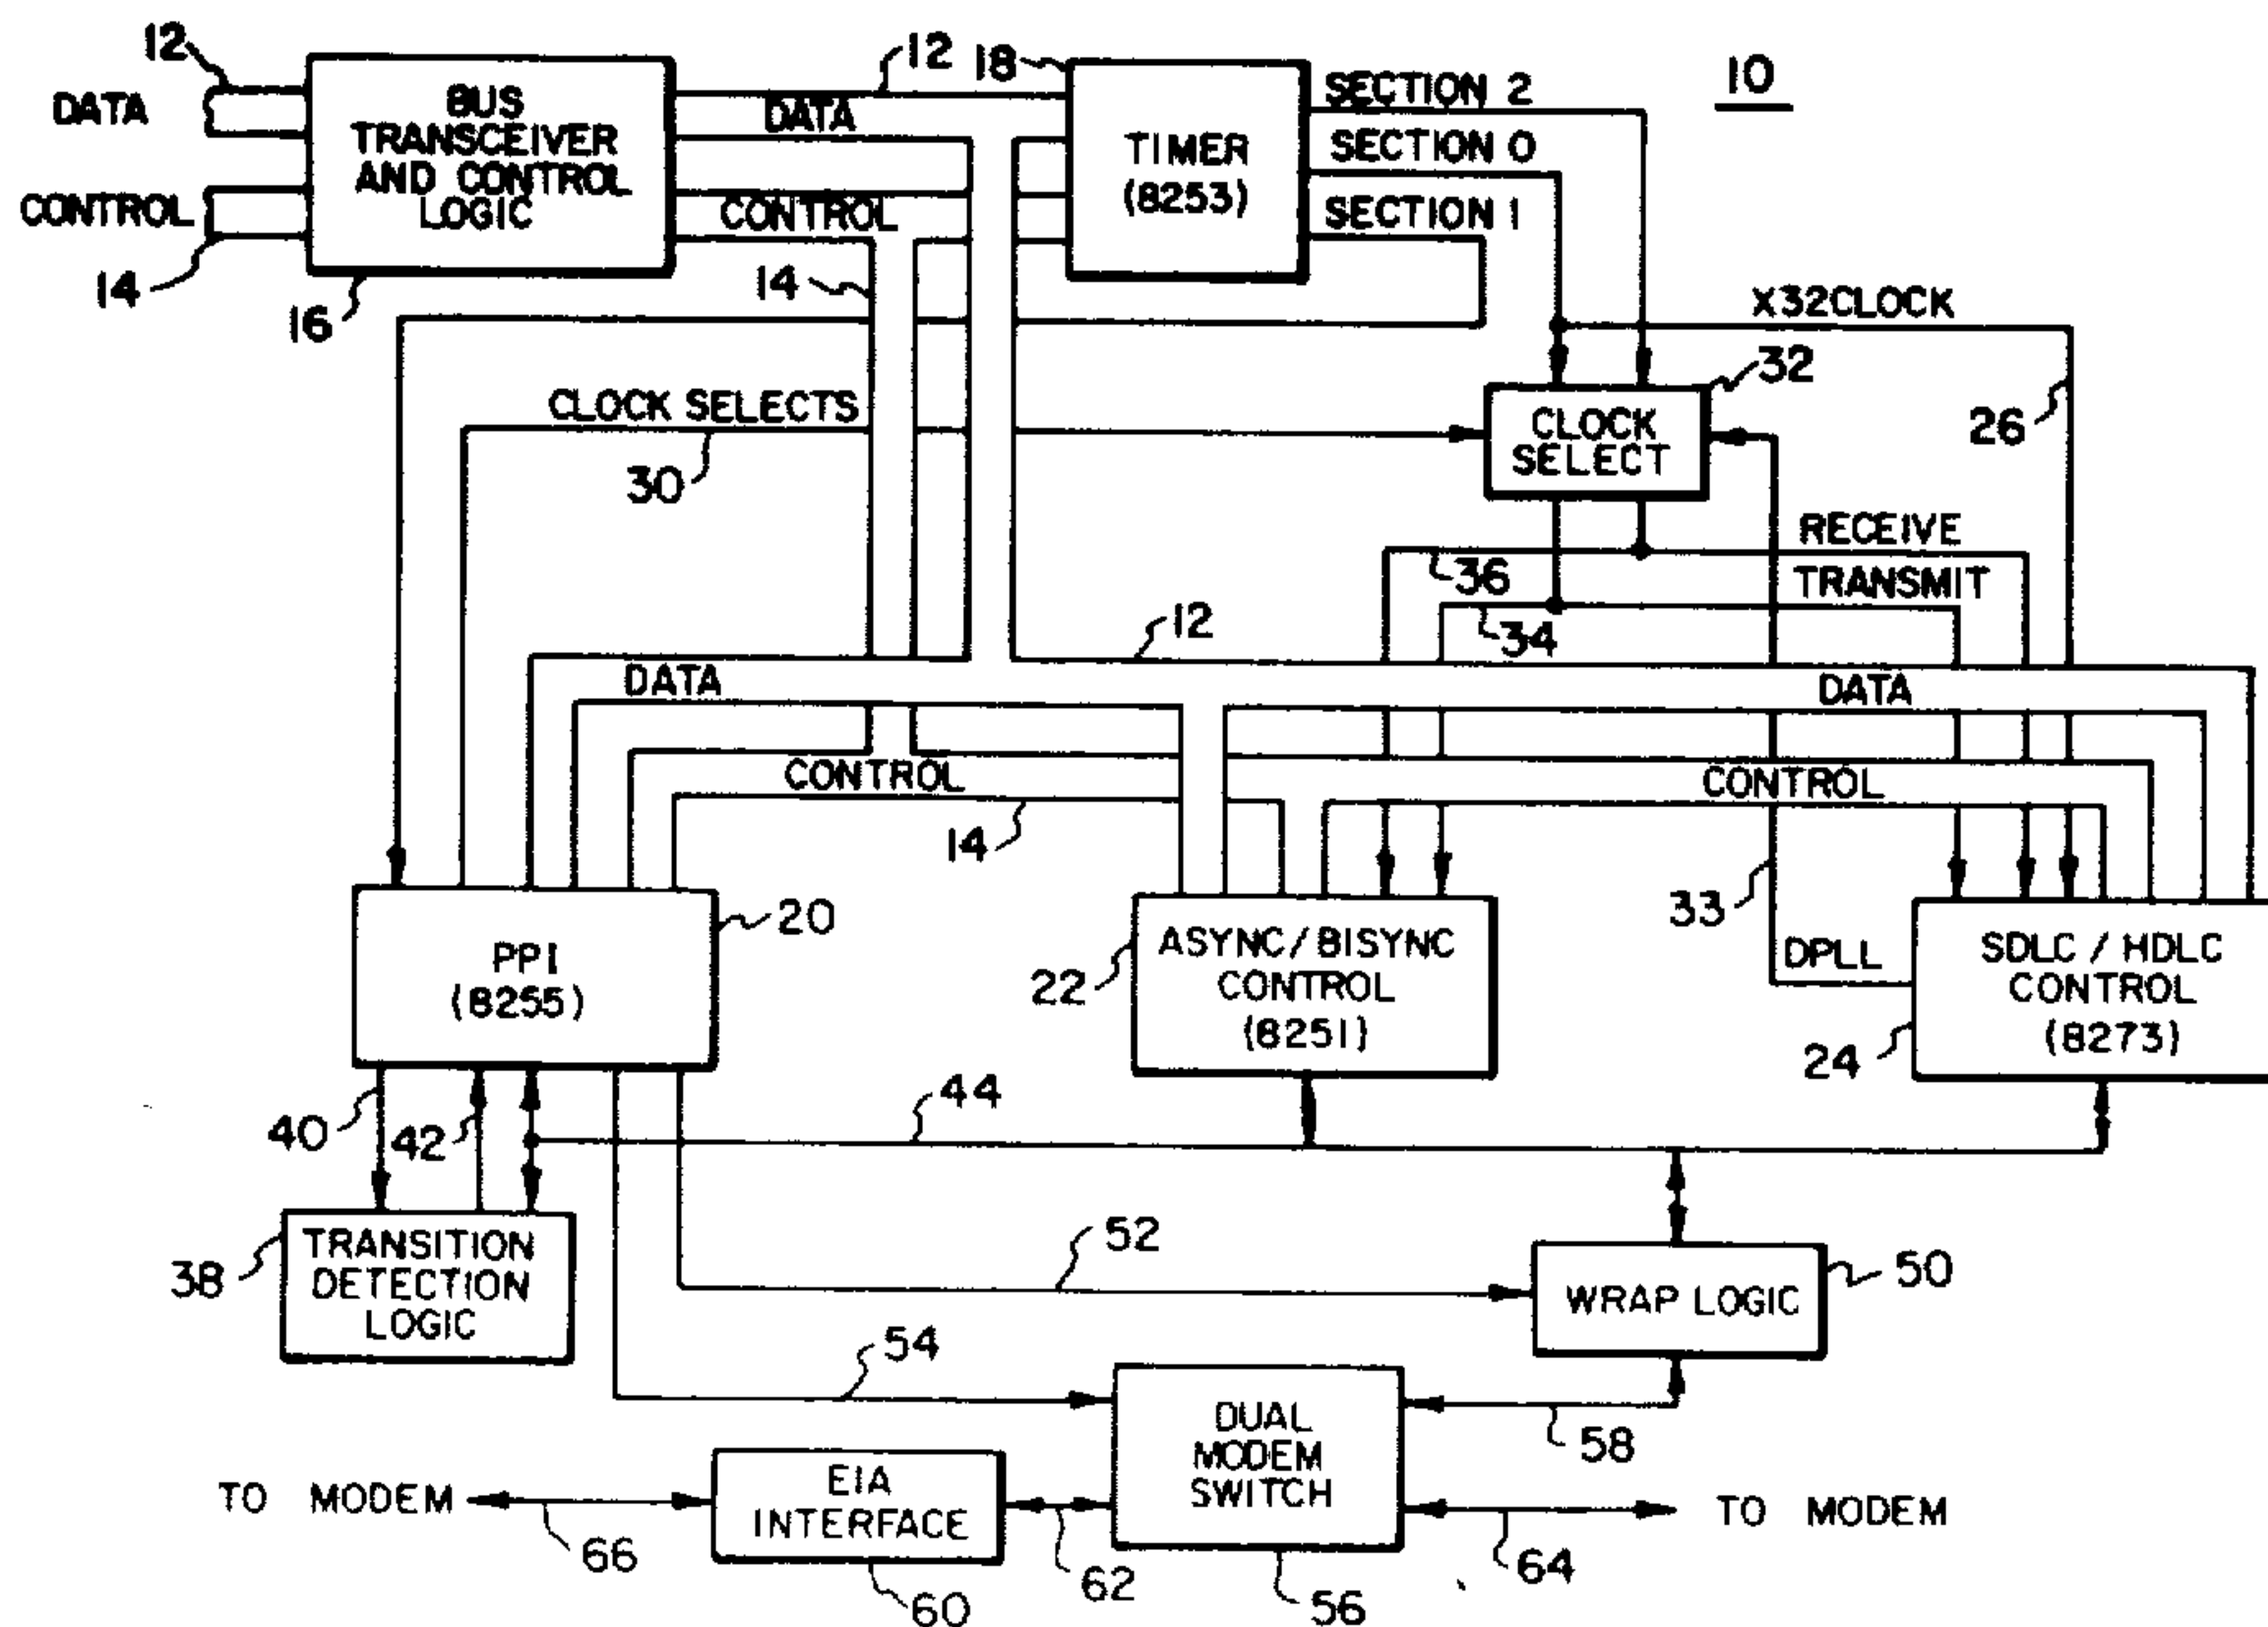 12
DATA
CONTROL
14
BUS
TRANSCEIVER
AND CONTROL
LOGIC
16
12
DATA
CONTROL
14
18
TIMER
(8253)
SECTION 2
SECTION 0
SECTION 1
10
X32CLOCK
26
32
CLOCK
SELECT
CLOCK SELECTS
30
RECEIVE
36
TRANSMIT
34
12
DATA
DATA
CONTROL
CONTROL
14
20
PPI
(8255)
22
ASYNC/BISYNC
CONTROL
(8251)
33
DPLL
24
SDLC / HDLC
CONTROL
(8273)
40
42
44
38
TRANSITION
DETECTION
LOGIC
52
50
WRAP LOGIC
54
58
DUAL
MODEM
SWITCH
56
EIA
INTERFACE
60
62
64
66
TO MODEM
TO MODEM